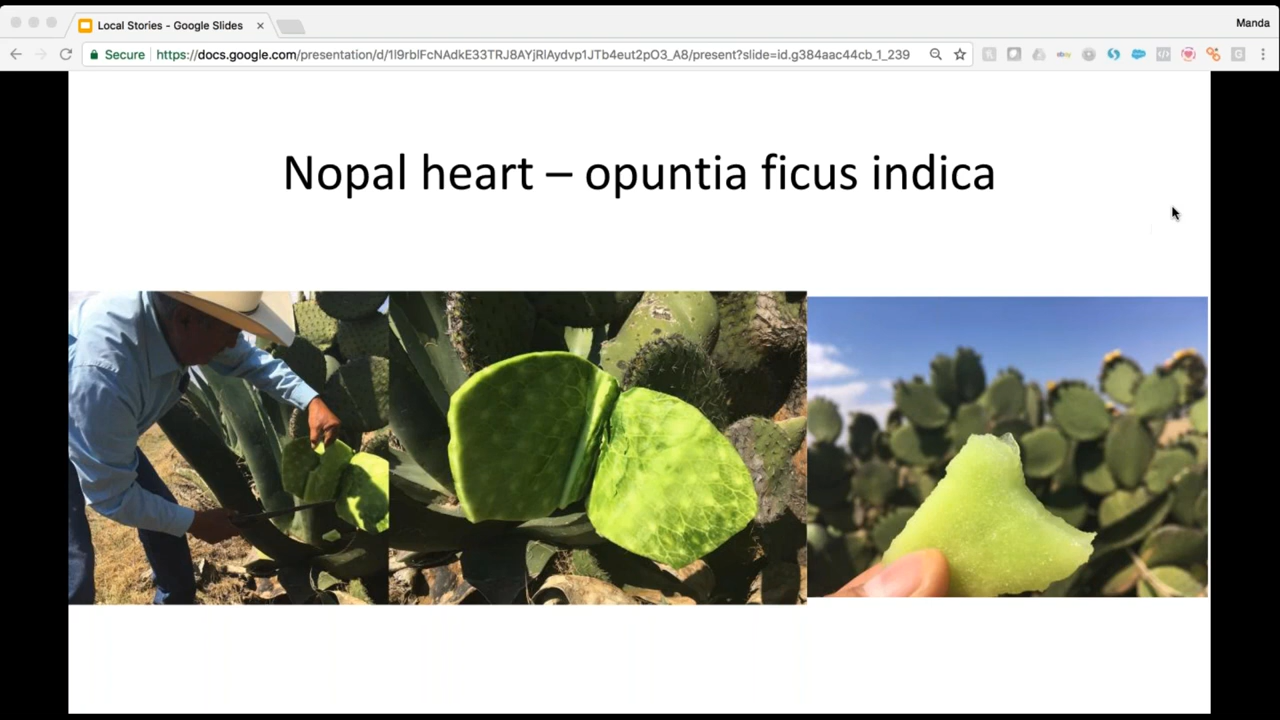 Local Stories - Google Slides
Manda
Secure
https://docs.google.com/presentation/d/1l9rblFcNAdkE33TRJ8AYjRlAydvp1JTb4eut2pO3_A8/present?slide=id.g384aac44cb_1_239
ebay
Nopal heart – opuntia ficus indica